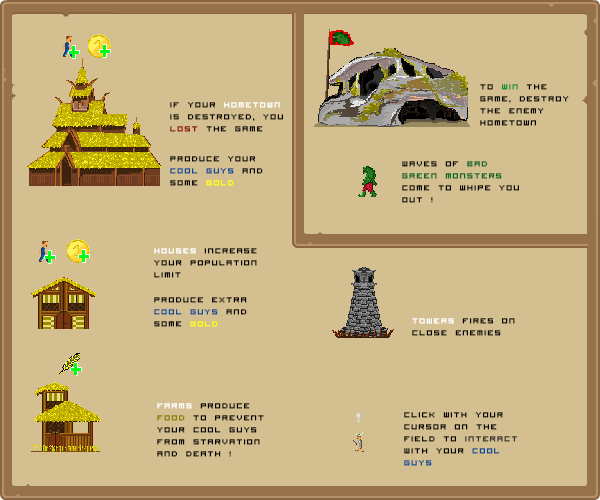 IF YOUR HOMETOWN
IS DESTROYED, YOU
LOST THE GAME
PRODUCE YOUR
COOL GUYS AND
SOME GOLD
TO WIN THE
GAME, DESTROY
THE ENEMY
HOMETOWN
WAVES OF BAD
GREEN MONSTERS
COME TO WHIPE YOU
OUT !
HOUSES INCREASE
YOUR POPULATION
LIMIT
PRODUCE EXTRA
COOL GUYS AND
SOME GOLD
TOWERS FIRES ON
CLOSE ENEMIES
FARMS PRODUCE
FOOD TO PREVENT
YOUR COOL GUYS
FROM STARVATION
AND DEATH !
CLICK WITH YOUR
CURSOR ON THE
FIELD TO INTERACT
WITH YOUR COOL
GUYS